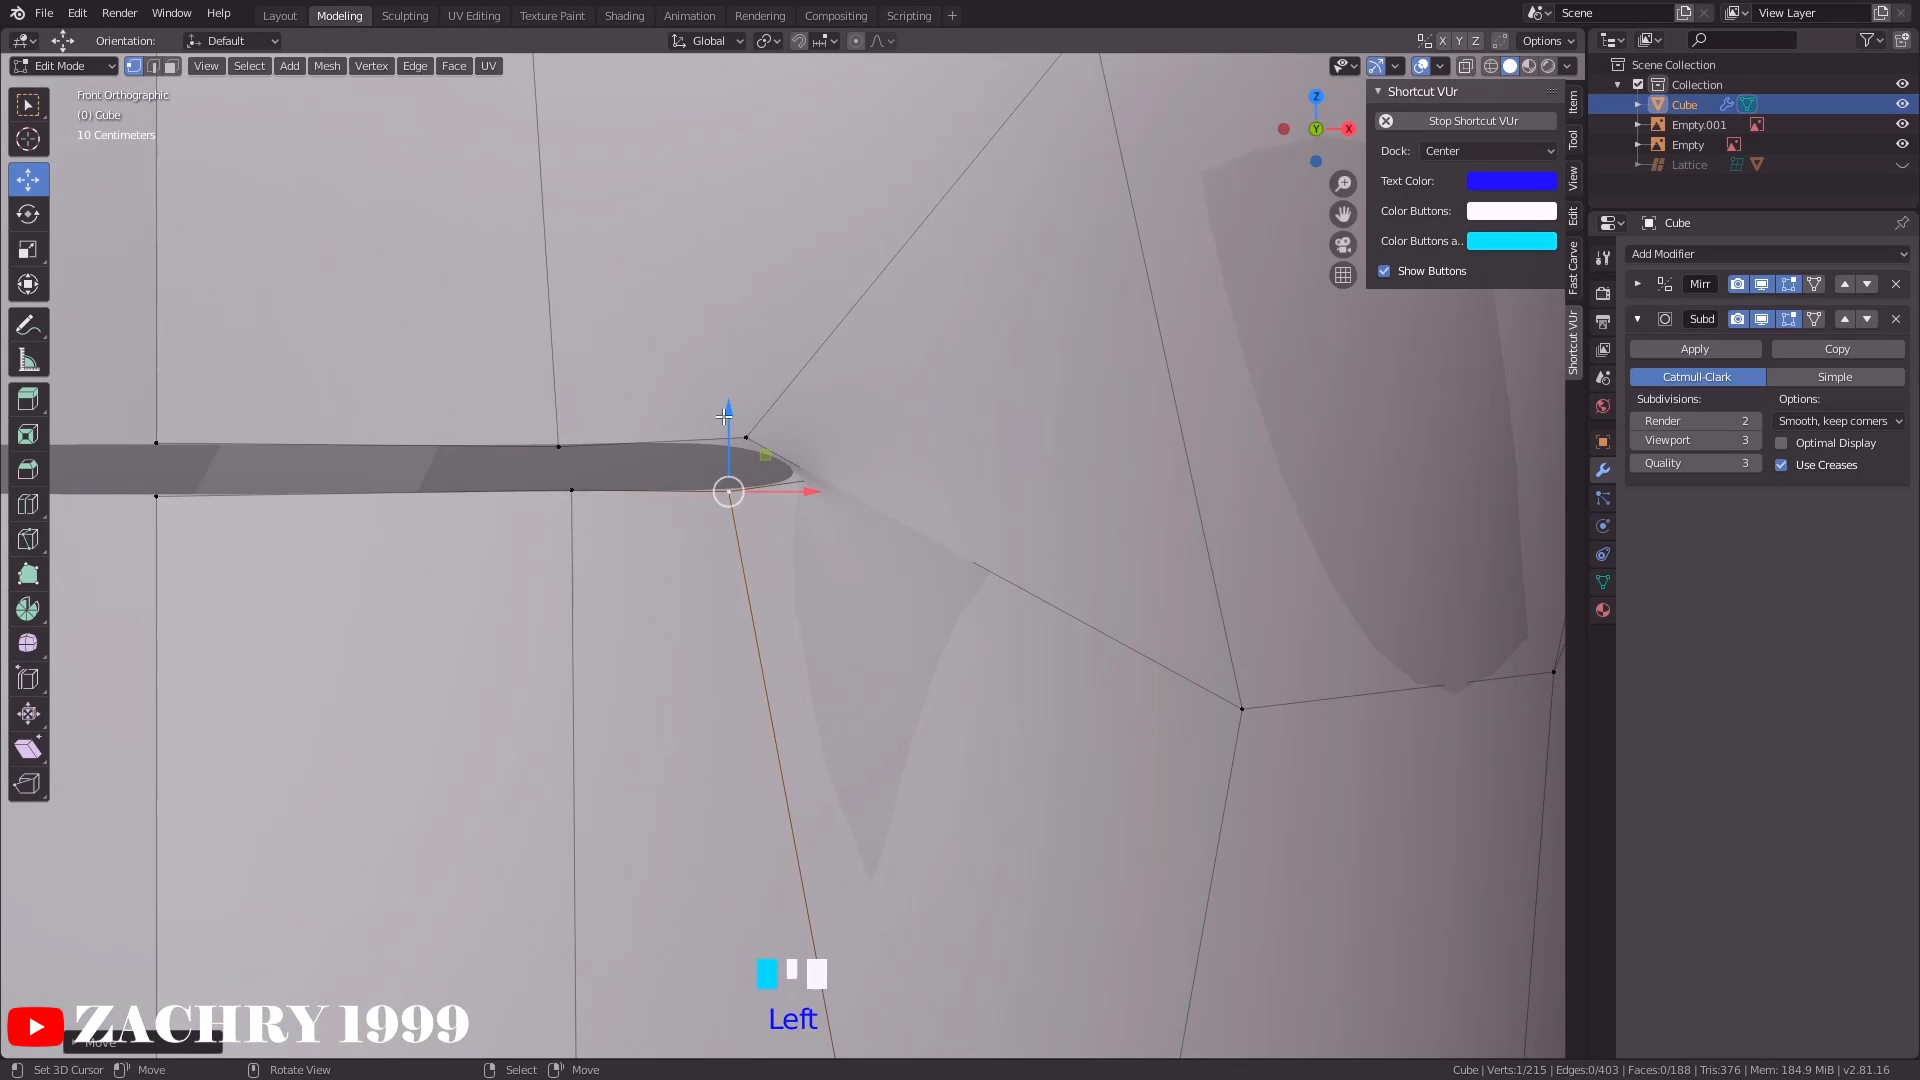 File Edit Render Window Help Layout Modeling Sculpting UV Editing Texture Paint Shading Animation Rendering Compositing Scripting + Scene View Layer
Orientation: Default Global X Y Z Options
Edit Mode View Select Add Mesh Vertex Edge Face UV
Front Orthographic
(0) Cube
10 Centimeters
Z
Y
X
Shortcut VUr
Stop Shortcut VUr
Dock: Center
Text Color:
Color Buttons:
Color Buttons a..
Show Buttons
Item
Tool
View
Edit
Fast Carve
Shortcut VUr
Scene Collection
Collection
Cube
Empty.001
Empty
Lattice
Cube
Add Modifier
Mirr
Subd
Apply Copy
Catmull-Clark Simple
Subdivisions: Options:
Render 2 Smooth, keep corners
Viewport 3 Optimal Display
Quality 3 Use Creases
Left
ZACHRY 1999
Move
Set 3D Cursor Move Rotate View Select Move Cube | Verts:1/215 | Edges:0/403 | Faces:0/188 | Tris:376 | Mem: 184.9 MiB | v2.81.16